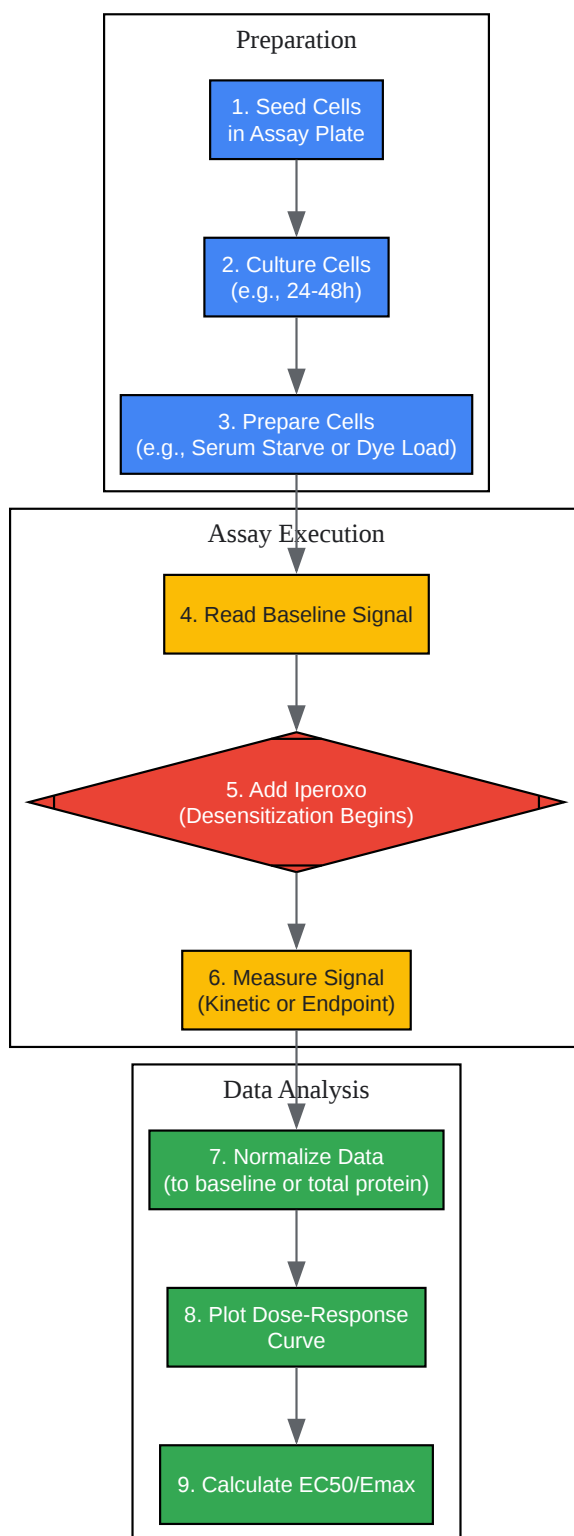 Preparation
1. Seed Cells
in Assay Plate
2. Culture Cells
(e.g., 24-48h)
3. Prepare Cells
(e.g., Serum Starve or Dye Load)
Assay Execution
4. Read Baseline Signal
5. Add Iperoxo
(Desensitization Begins)
6. Measure Signal
(Kinetic or Endpoint)
Data Analysis
7. Normalize Data
(to baseline or total protein)
8. Plot Dose-Response
Curve
9. Calculate EC50/Emax